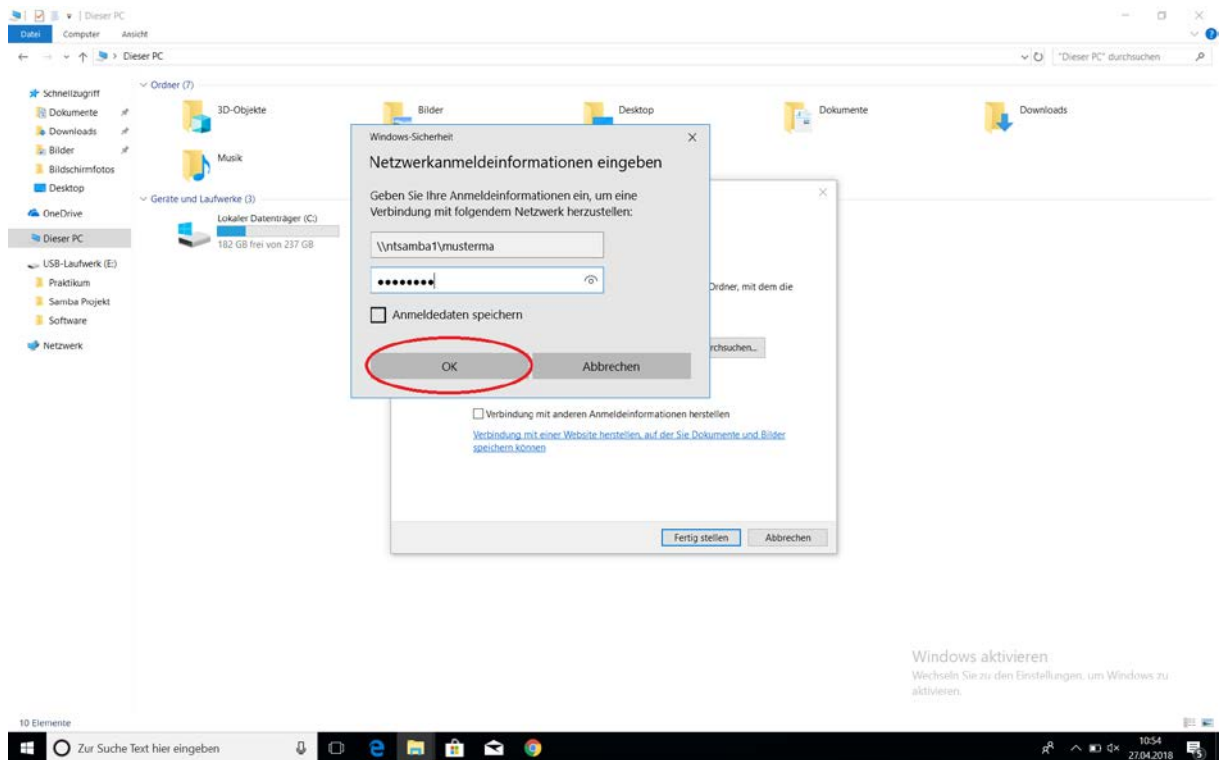 Dieser PC
Datei Computer Ansicht
Dieser PC
"Dieser PC" durchsuchen
Schnellzugriff
Dokumente
Downloads
Bilder
Bildschirmfotos
Desktop
OneDrive
Dieser PC
USB-Laufwerk (E:)
Praktikum
Samba Projekt
Software
Netzwerk
Ordner (7)
3D-Objekte
Bilder
Desktop
Dokumente
Downloads
Musik
Geräte und Laufwerke (3)
Lokaler Datenträger (C:)
182 GB frei von 237 GB
Windows-Sicherheit
Netzwerkanmeldeinformationen eingeben
Geben Sie Ihre Anmeldeinformationen ein, um eine
Verbindung mit folgendem Netzwerk herzustellen:
\\ntsamba1\musterma
••••••••
Anmeldedaten speichern
OK Abbrechen
Ordner, mit dem die
rchsuchen...
Verbindung mit anderen Anmeldeinformationen herstellen
Verbindung mit einer Website herstellen, auf der Sie Dokumente und Bilder
speichern können
Fertig stellen Abbrechen
Windows aktivieren
Wechseln Sie zu den Einstellungen, um Windows zu
aktivieren.
10 Elemente
Zur Suche Text hier eingeben
10:54
27.04.2018